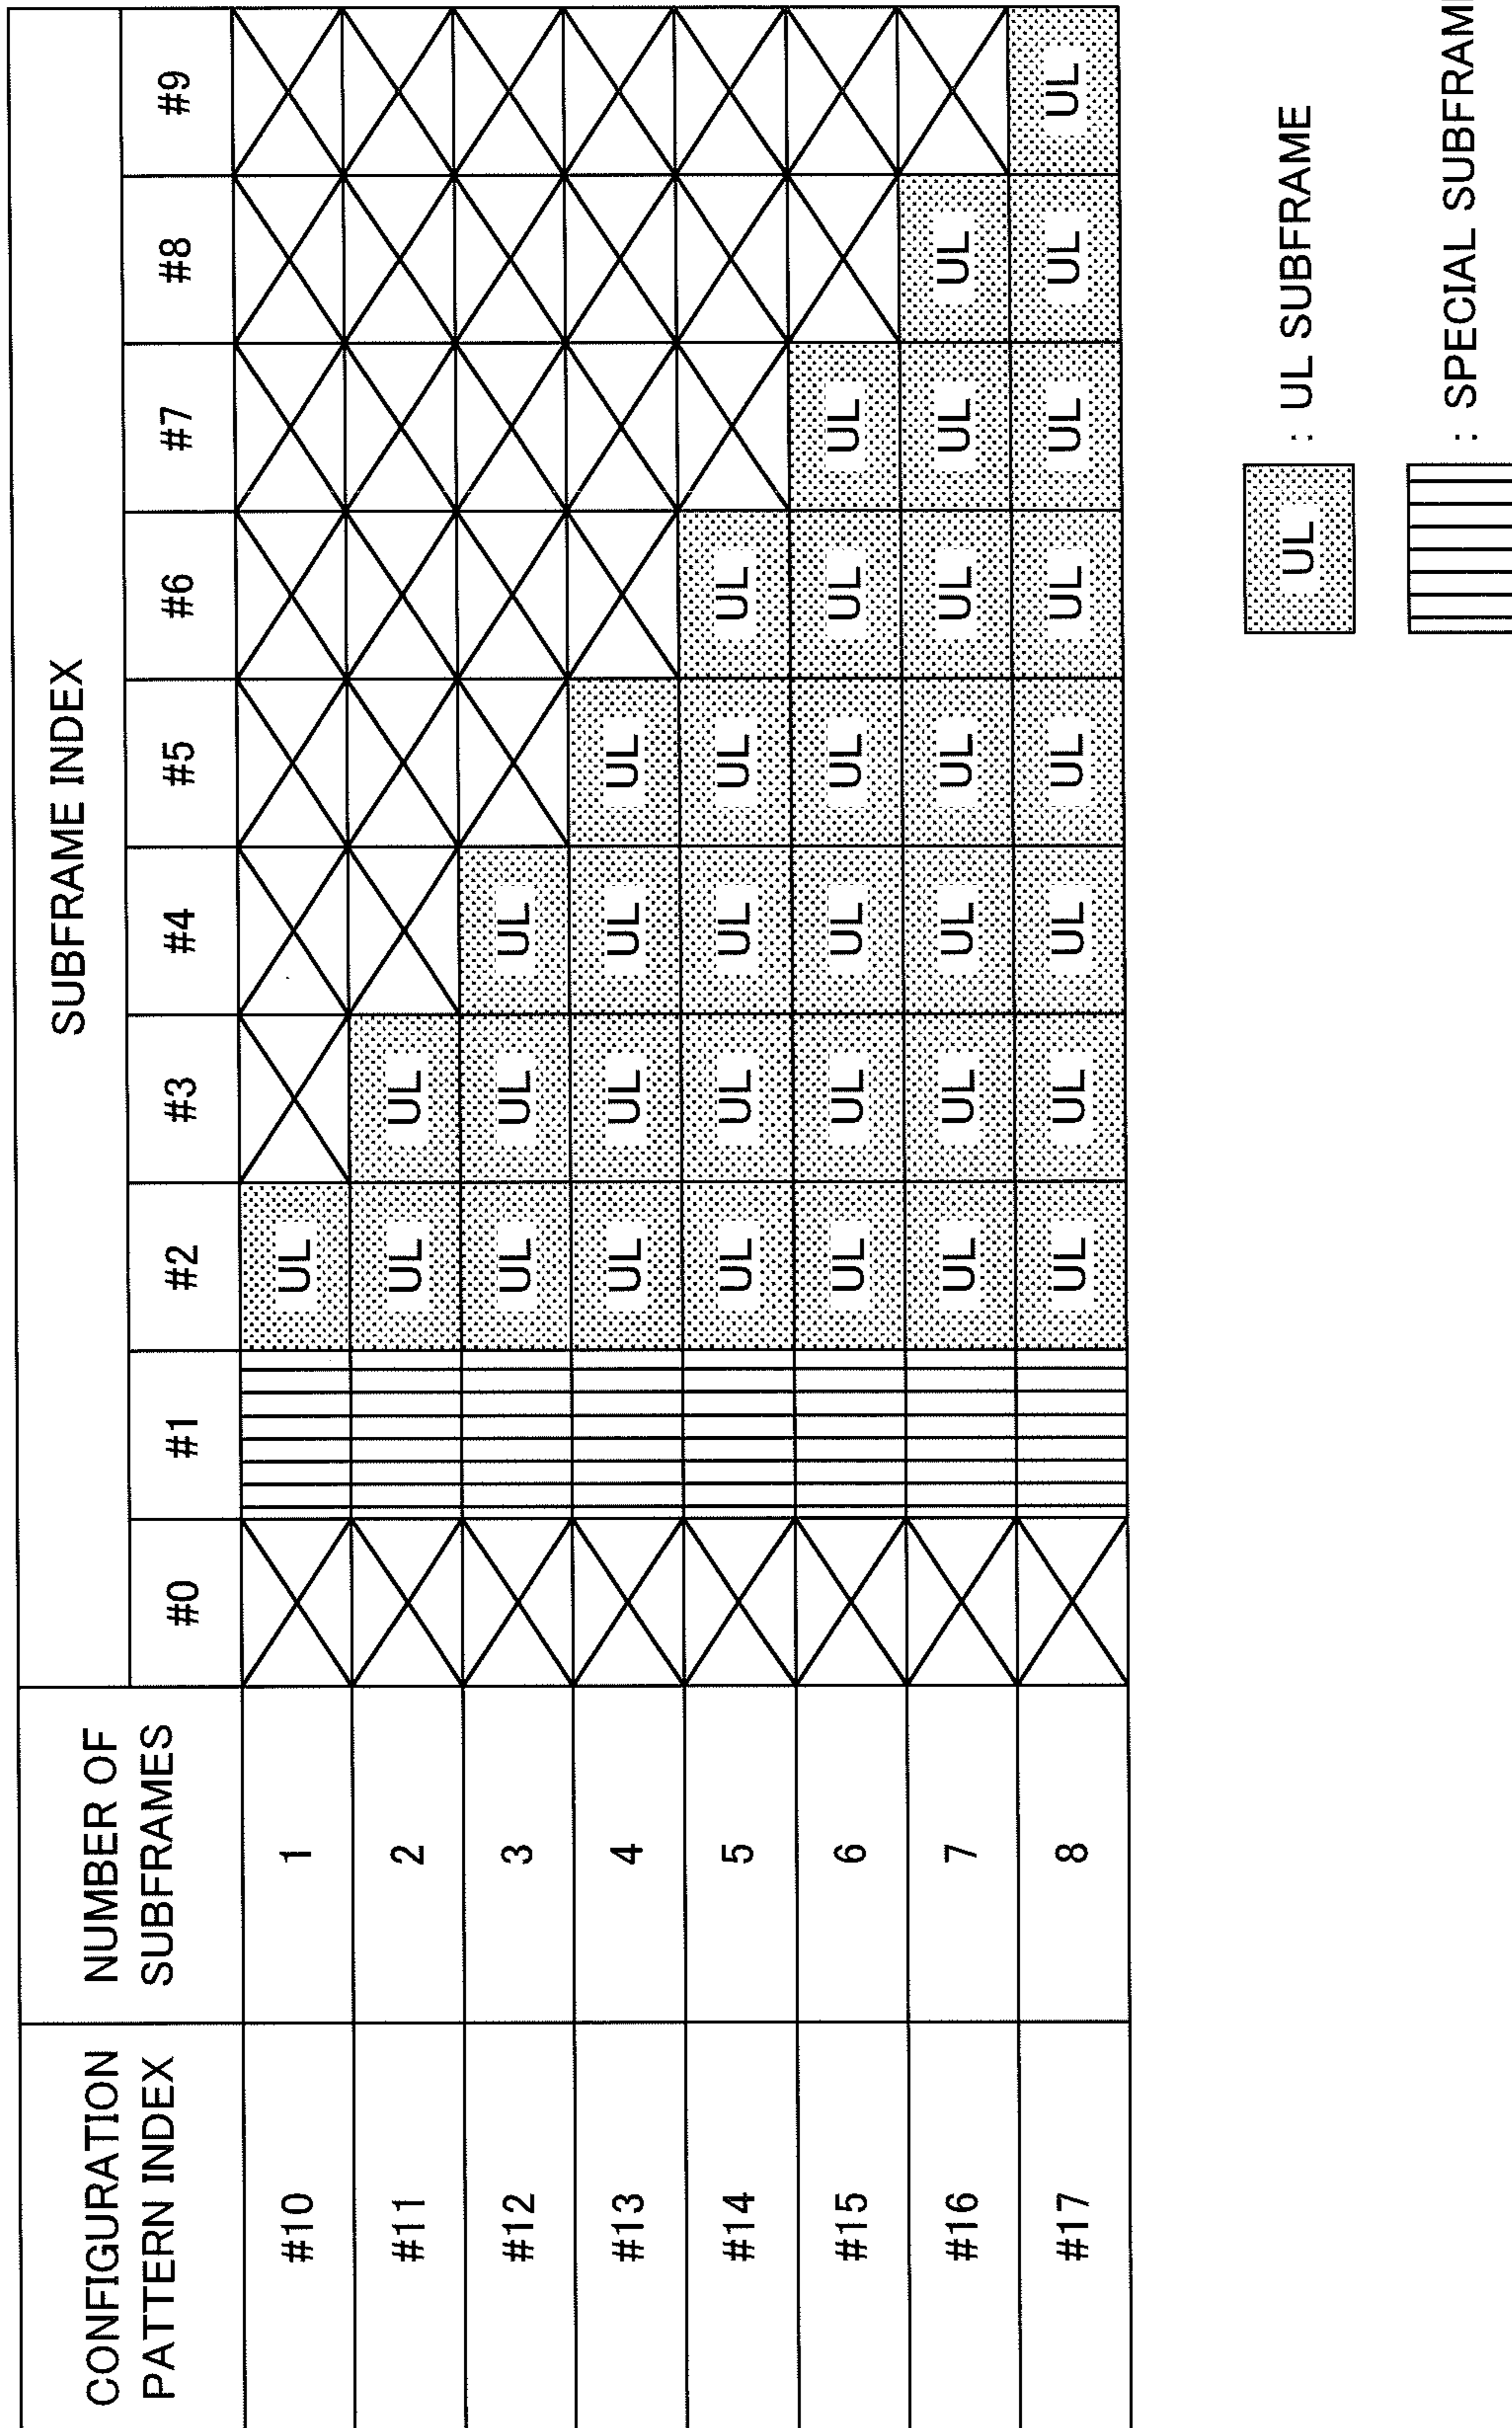 SUBFRAME INDEX
CONFIGURATION
PATTERN INDEX
NUMBER OF
SUBFRAMES
#0 #1 #2 #3 #4 #5 #6 #7 #8 #9
#10 1 UL
#11 2 UL UL
#12 3 UL UL UL
#13 4 UL UL UL UL
#14 5 UL UL UL UL UL
#15 6 UL UL UL UL UL UL
#16 7 UL UL UL UL UL UL UL
#17 8 UL UL UL UL UL UL UL UL
UL : UL SUBFRAME
: SPECIAL SUBFRAM